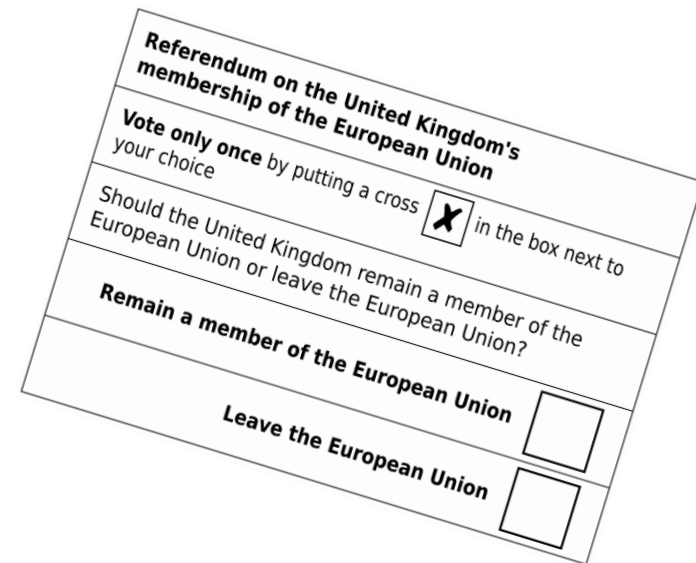 Referendum on the United Kingdom's
membership of the European Union
Vote only once by putting a cross ✗ in the box next to
your choice
Should the United Kingdom remain a member of the
European Union or leave the European Union?
Remain a member of the European Union
Leave the European Union